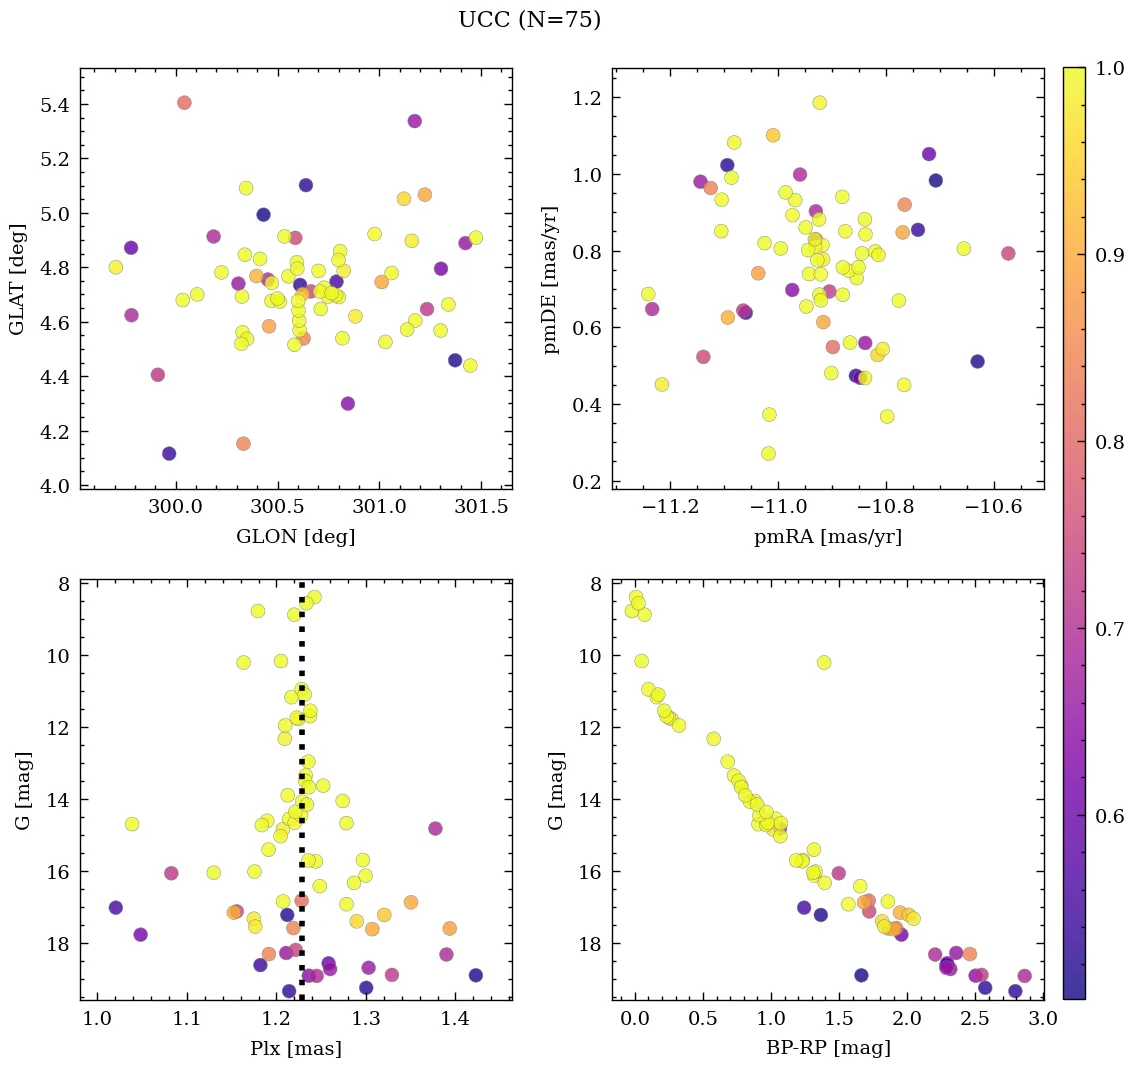 UCC (N=75)
5.4
5.2
5.0
4.8
4.6
4.4
4.2
4.0
GLAT [deg]
300.0 300.5 301.0 301.5
GLON [deg]
1.2
1.0
0.8
0.6
0.4
0.2
pmDE [mas/yr]
−11.2 −11.0 −10.8 −10.6
pmRA [mas/yr]
8
10
12
14
16
18
G [mag]
1.0 1.1 1.2 1.3 1.4
Plx [mas]
8
10
12
14
16
18
G [mag]
0.0 0.5 1.0 1.5 2.0 2.5 3.0
BP-RP [mag]
1.0
0.9
0.8
0.7
0.6